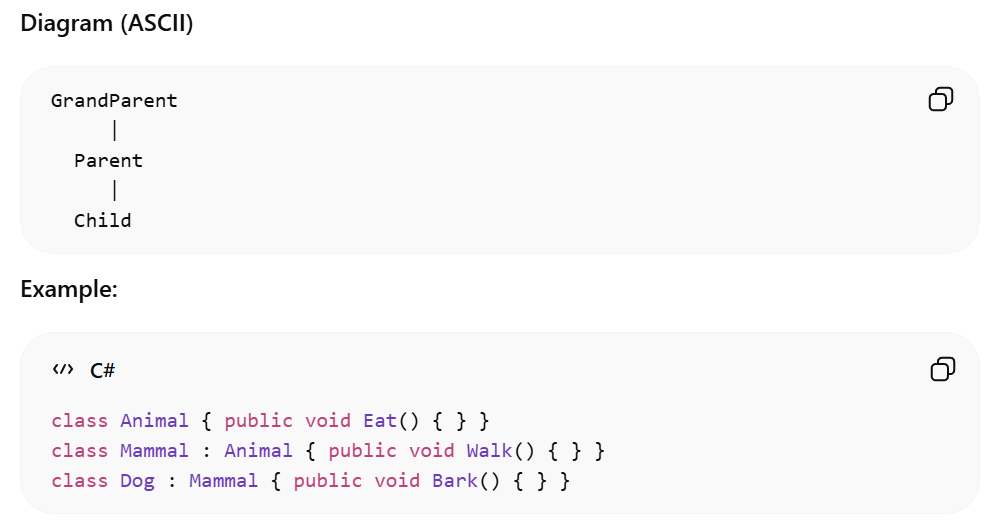 Diagram (ASCII)
GrandParent
|
Parent
|
Child
Example:
</> C#
class Animal { public void Eat() { } }
class Mammal : Animal { public void Walk() { } }
class Dog : Mammal { public void Bark() { } }